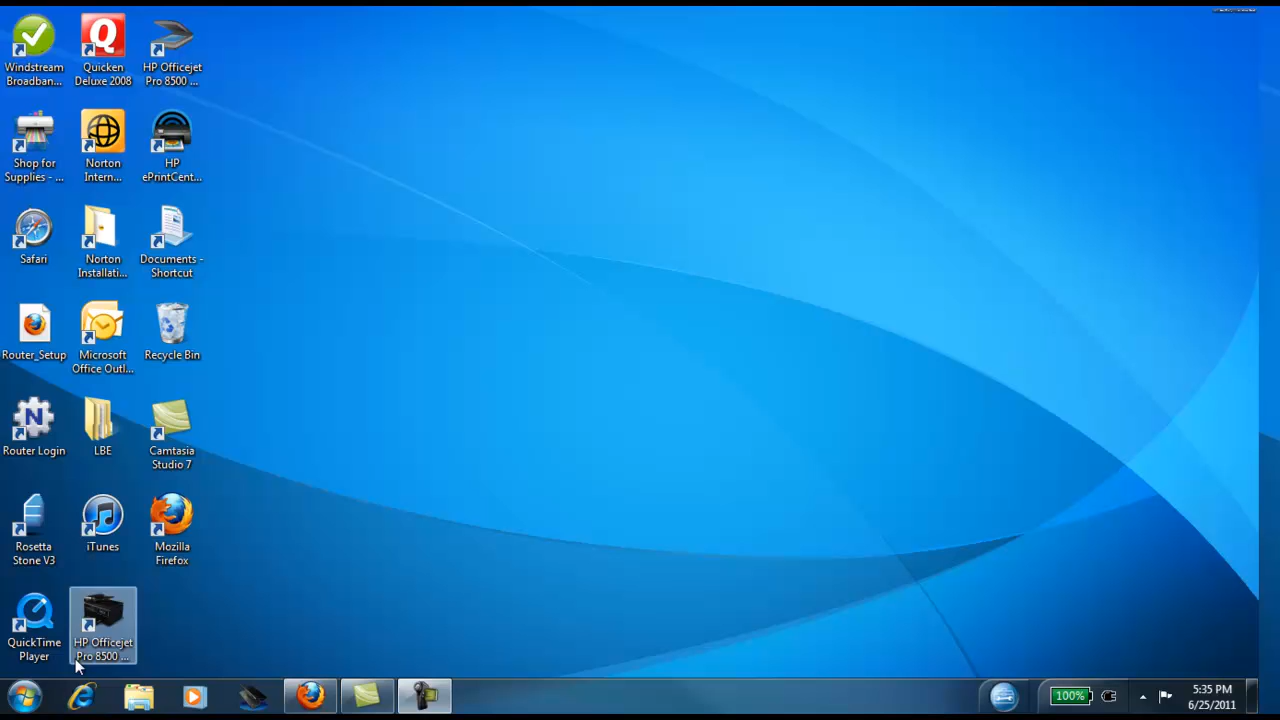 Windstream
Broadban...
Quicken
Deluxe 2008
HP Officejet
Pro 8500 ...
Shop for
Supplies - ...
Norton
Intern...
HP
ePrintCent...
Safari
Norton
Installati...
Documents -
Shortcut
Router_Setup
Microsoft
Office Outl...
Recycle Bin
N
Router Login
LBE
Camtasia
Studio 7
Rosetta
Stone V3
iTunes
Mozilla
Firefox
QuickTime
Player
HP Officejet
Pro 8500 ...
100%
5:35 PM
6/25/2011